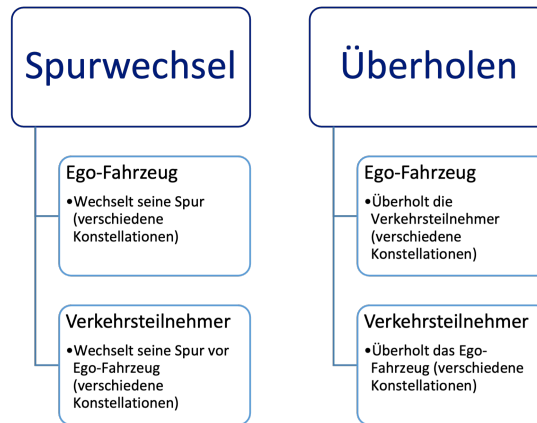 Spurwechsel
Ego-Fahrzeug
•Wechselt seine Spur
(verschiedene
Konstellationen)
Verkehrsteilnehmer
•Wechselt seine Spur vor
Ego-Fahrzeug
(verschiedene
Konstellationen)
Überholen
Ego-Fahrzeug
•Überholt die
Verkehrsteilnehmer
(verschiedene
Konstellationen)
Verkehrsteilnehmer
•Überholt das Ego-
Fahrzeug (verschiedene
Konstellationen)